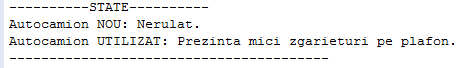 ----------STATE----------
Autocamion NOU: Nerulat.
Autocamion UTILIZAT: Prezinta mici zgarieturi pe plafon.
----------------------------------------